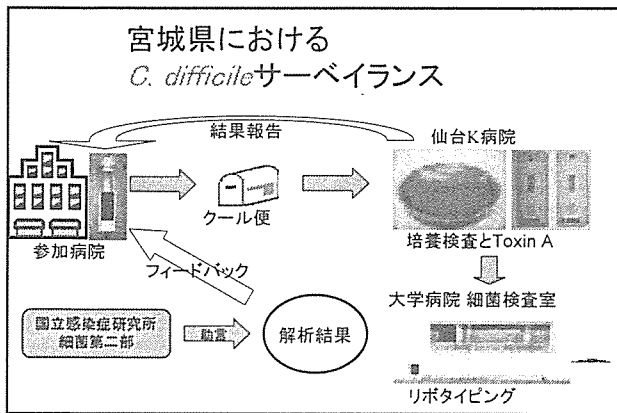 宮城県における
C. difficileサーベイランス
結果報告
仙台K病院
クール便
参加病院
培養検査とToxin A
フィードバック
大学病院 細菌検査室
国立感染症研究所
細菌第二部
助言
解析結果
リボタイピング